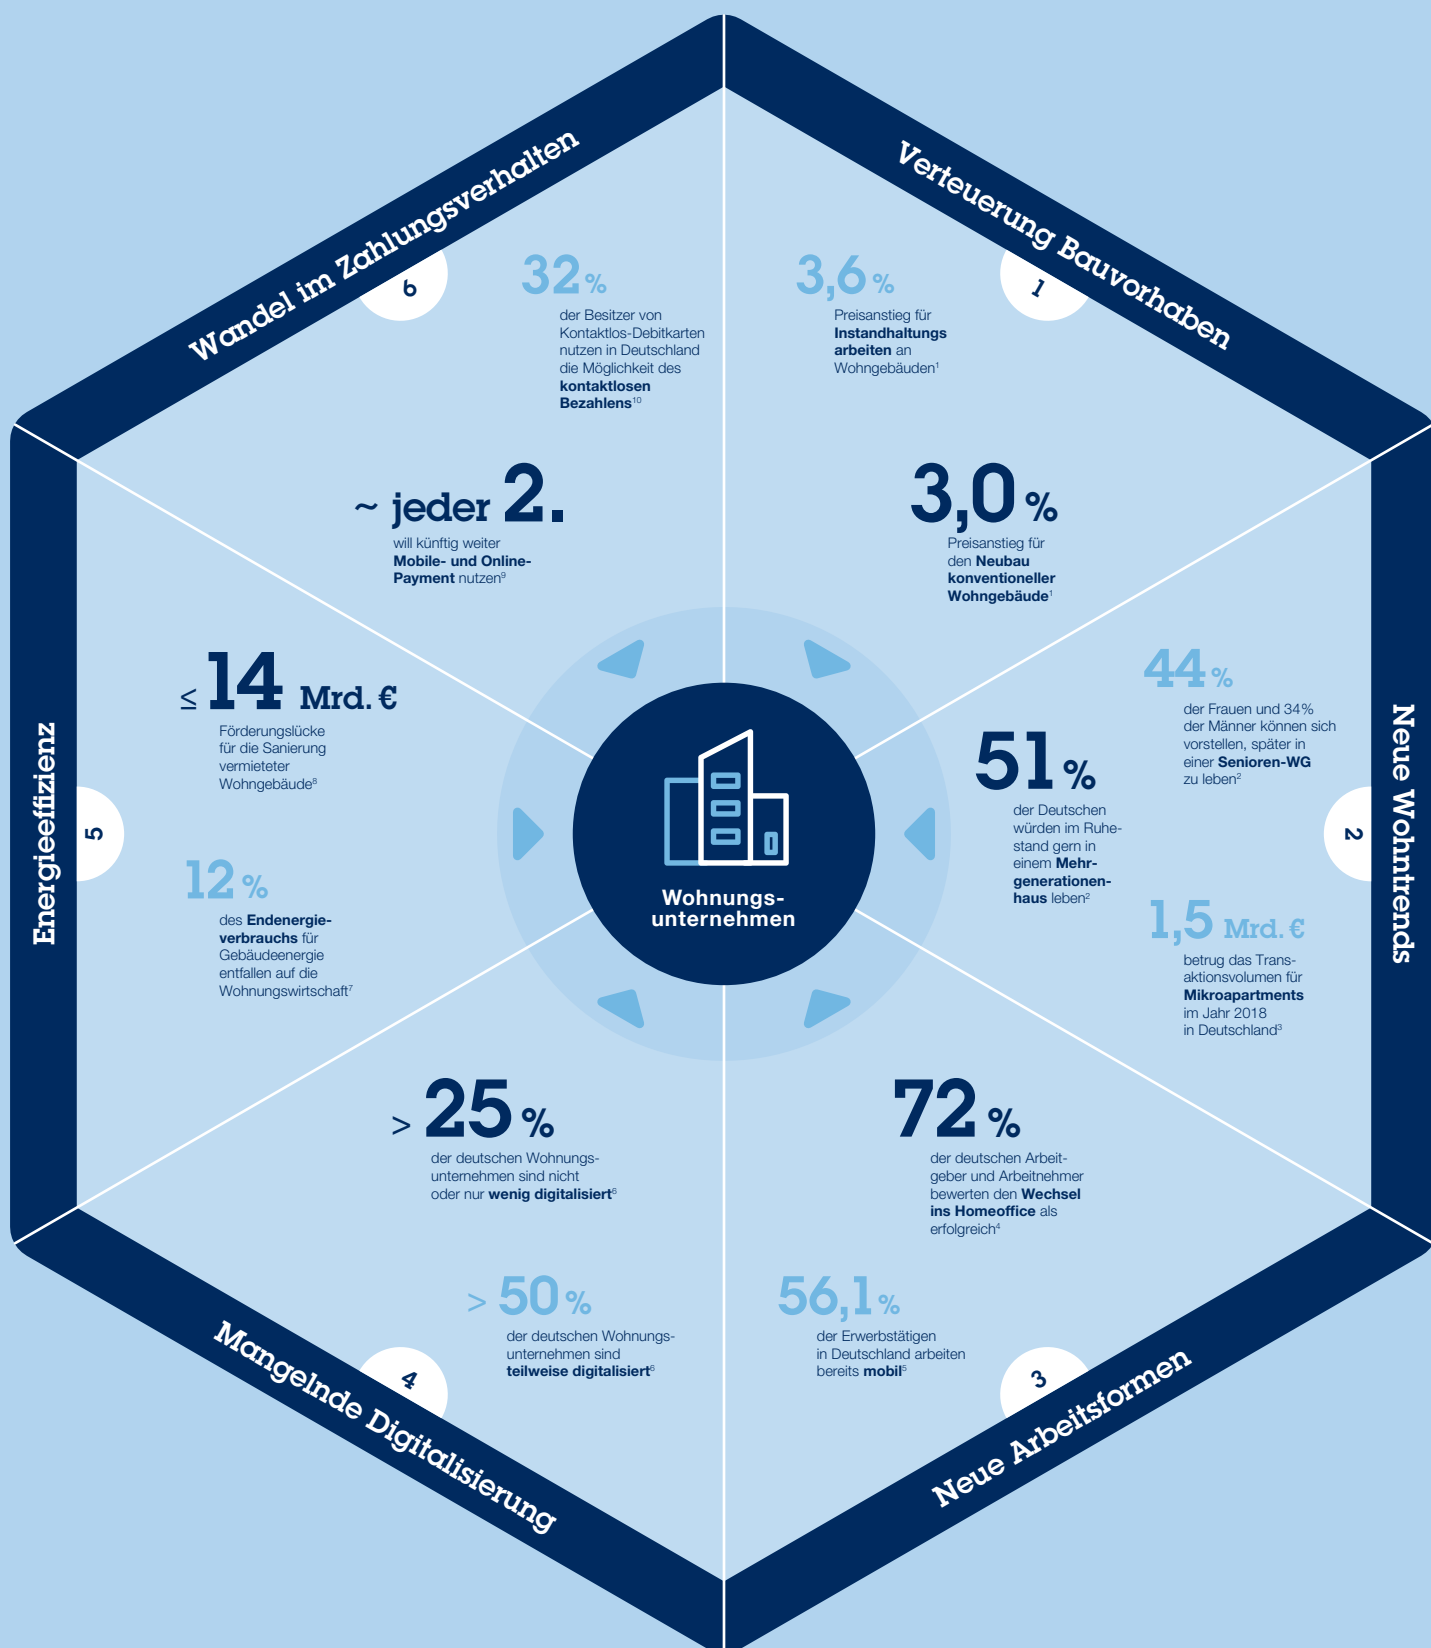 Verteuerung Bauvorhaben
1
3,6 %
Preisanstieg für
Instandhaltungs
arbeiten an
Wohngebäuden¹
3,0 %
Preisanstieg für
den Neubau
konventioneller
Wohngebäude¹
Neue Wohntrends
2
44 %
der Frauen und 34%
der Männer können sich
vorstellen, später in
einer Senioren-WG
zu leben²
51 %
der Deutschen
würden im Ruhe-
stand gern in
einem Mehr-
generationen-
haus leben²
1,5 Mrd. €
betrug das Trans-
aktionsvolumen für
Mikroapartments
im Jahr 2018
in Deutschland³
Neue Arbeitsformen
3
72 %
der deutschen Arbeit-
geber und Arbeitnehmer
bewerten den Wechsel
ins Homeoffice als
erfolgreich⁴
56,1 %
der Erwerbstätigen
in Deutschland arbeiten
bereits mobil⁵
Mangelnde Digitalisierung
4
> 25 %
der deutschen Wohnungs-
unternehmen sind nicht
oder nur wenig digitalisiert⁶
> 50 %
der deutschen Wohnungs-
unternehmen sind
teilweise digitalisiert⁶
Energieeffizienz
5
≤ 14 Mrd. €
Förderungslücke
für die Sanierung
vermieteter
Wohngebäude⁸
12 %
des Endenergie-
verbrauchs für
Gebäudeenergie
entfallen auf die
Wohnungswirtschaft⁷
Wandel im Zahlungsverhalten
6
32 %
der Besitzer von
Kontaktlos-Debitkarten
nutzen in Deutschland
die Möglichkeit des
kontaktlosen
Bezahlens¹⁰
~ jeder 2.
will künftig weiter
Mobile- und Online-
Payment nutzen⁹
Wohnungs-
unternehmen